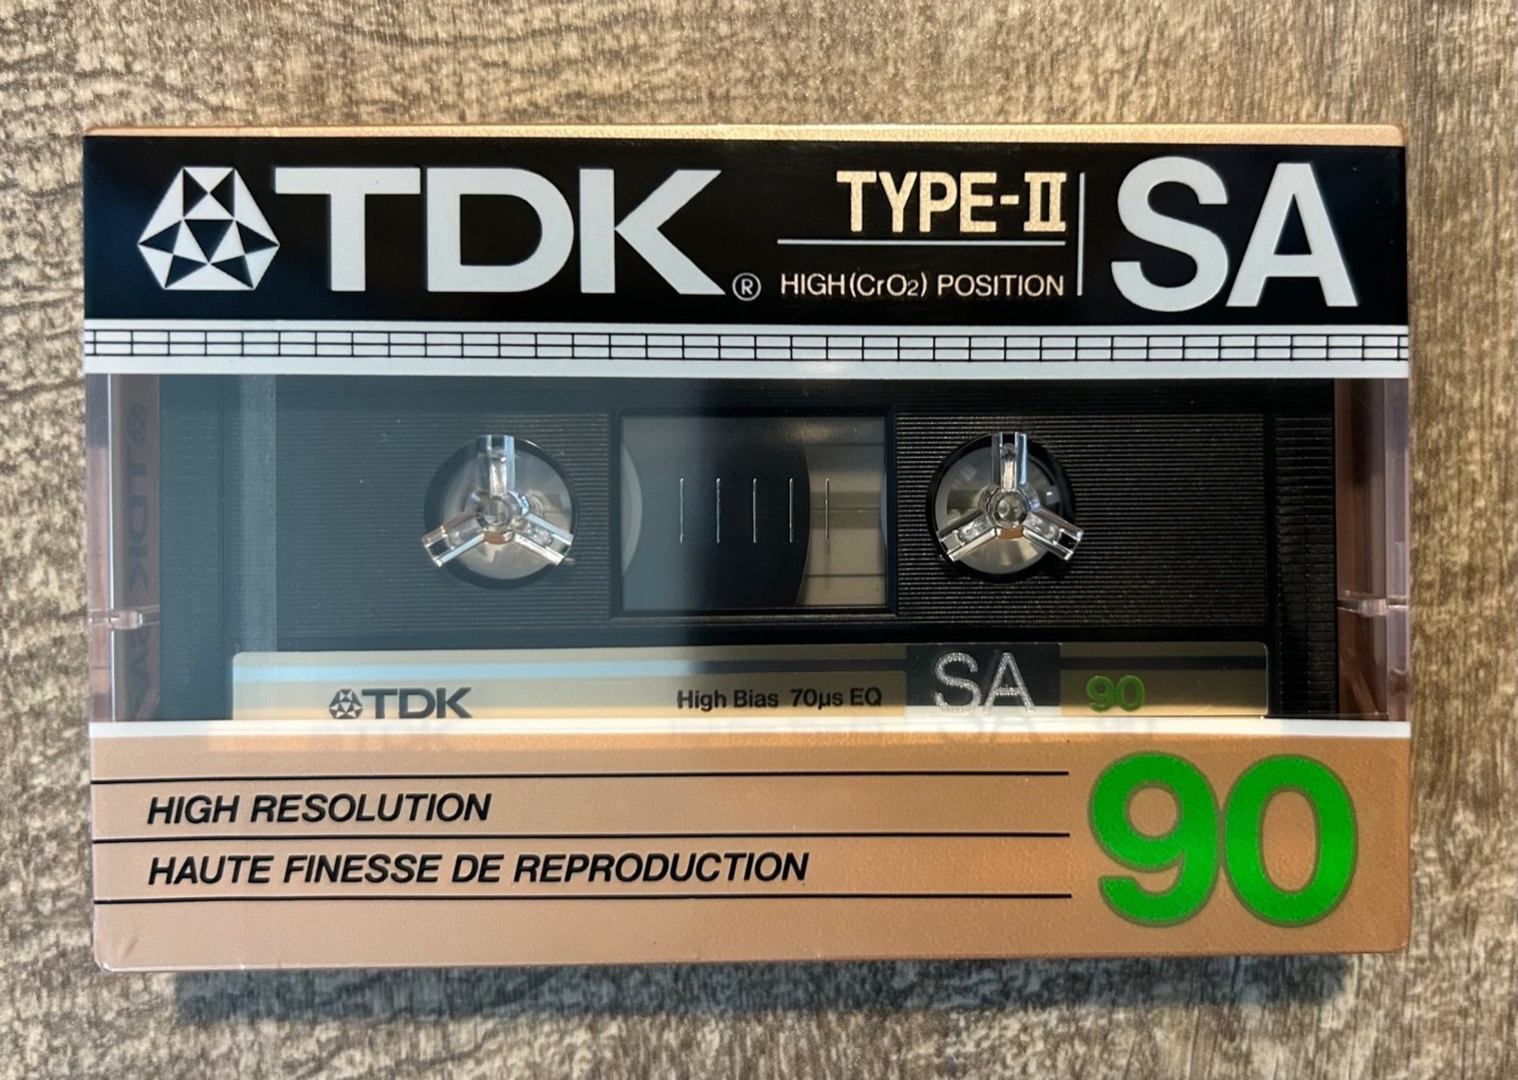 TDK® TYPE-II SA
HIGH (CrO2) POSITION
TDK High Bias 70µs EQ SA 90
HIGH RESOLUTION
HAUTE FINESSE DE REPRODUCTION
90